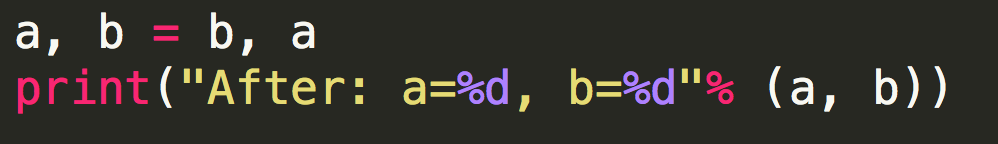 a, b = b, a
print("After: a=%d, b=%d"% (a, b))